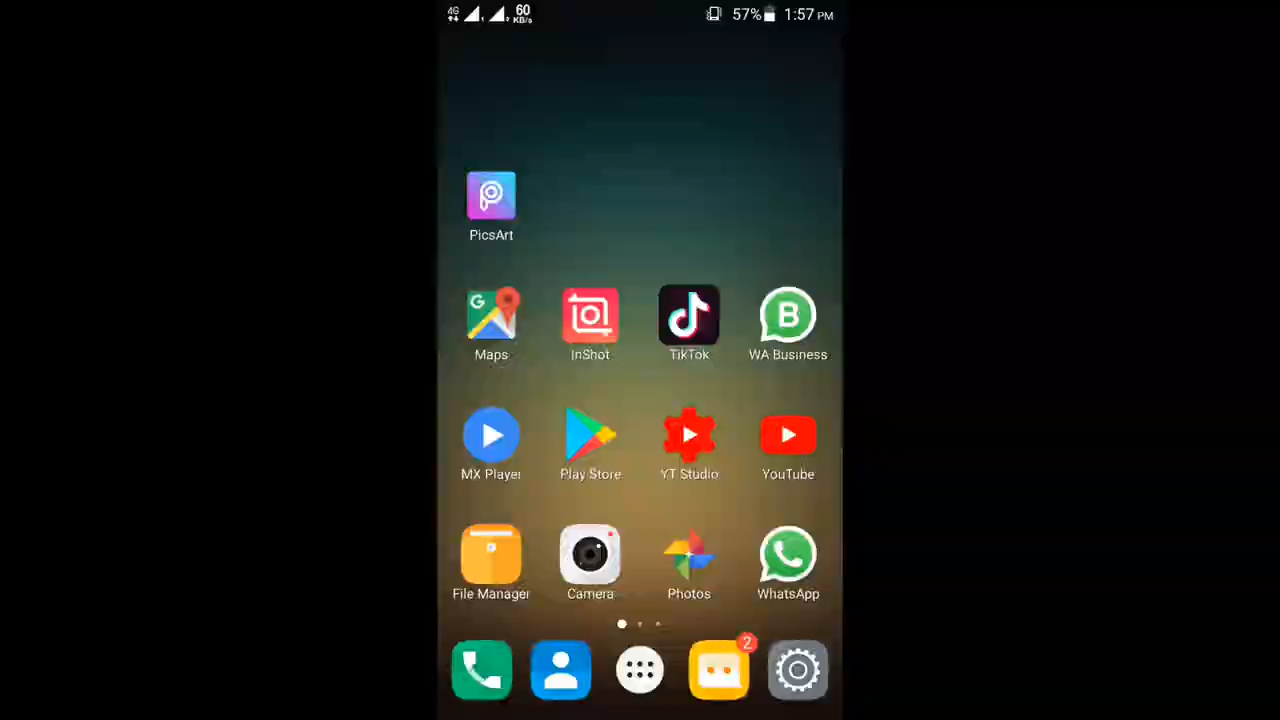 4G 60 KB/s 57% 1:57 PM
PicsArt
Maps InShot TikTok WA Business
MX Player Play Store YT Studio YouTube
File Manager Camera Photos WhatsApp
2